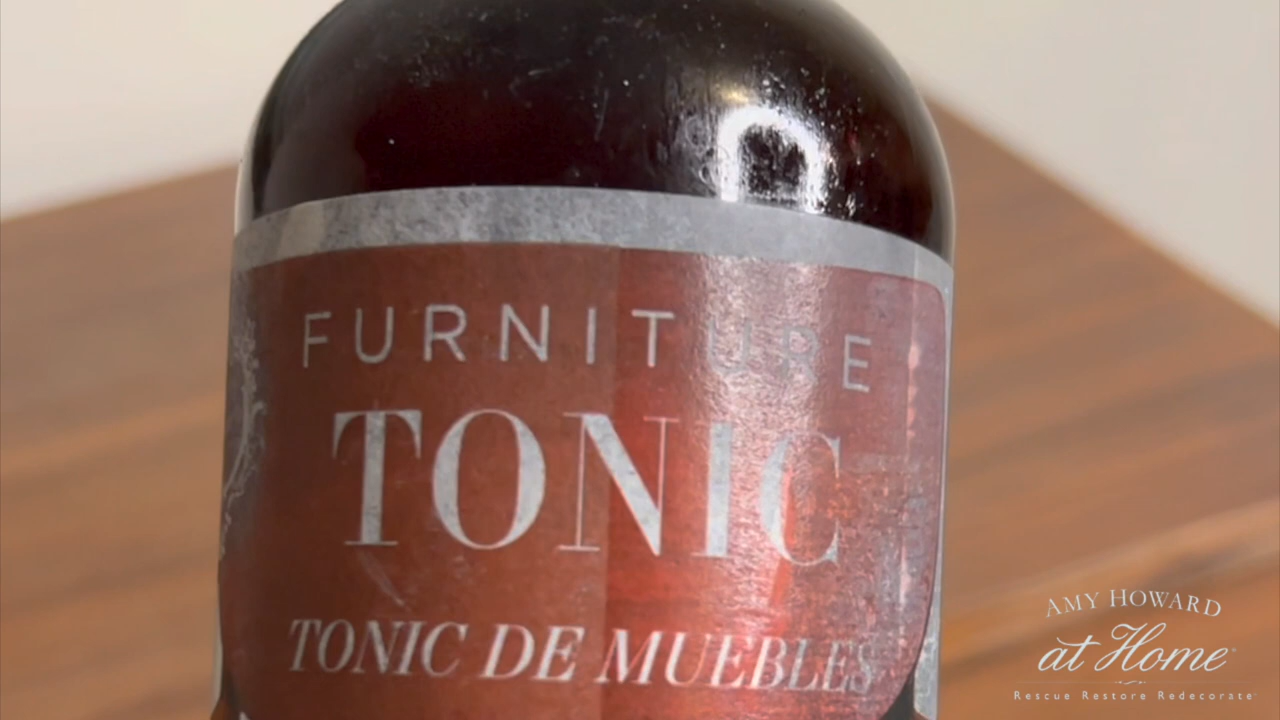 FURNITURE
TONIC
TONIC DE MUEBLES
AMY HOWARD
at Home
Rescue Restore Redecorate